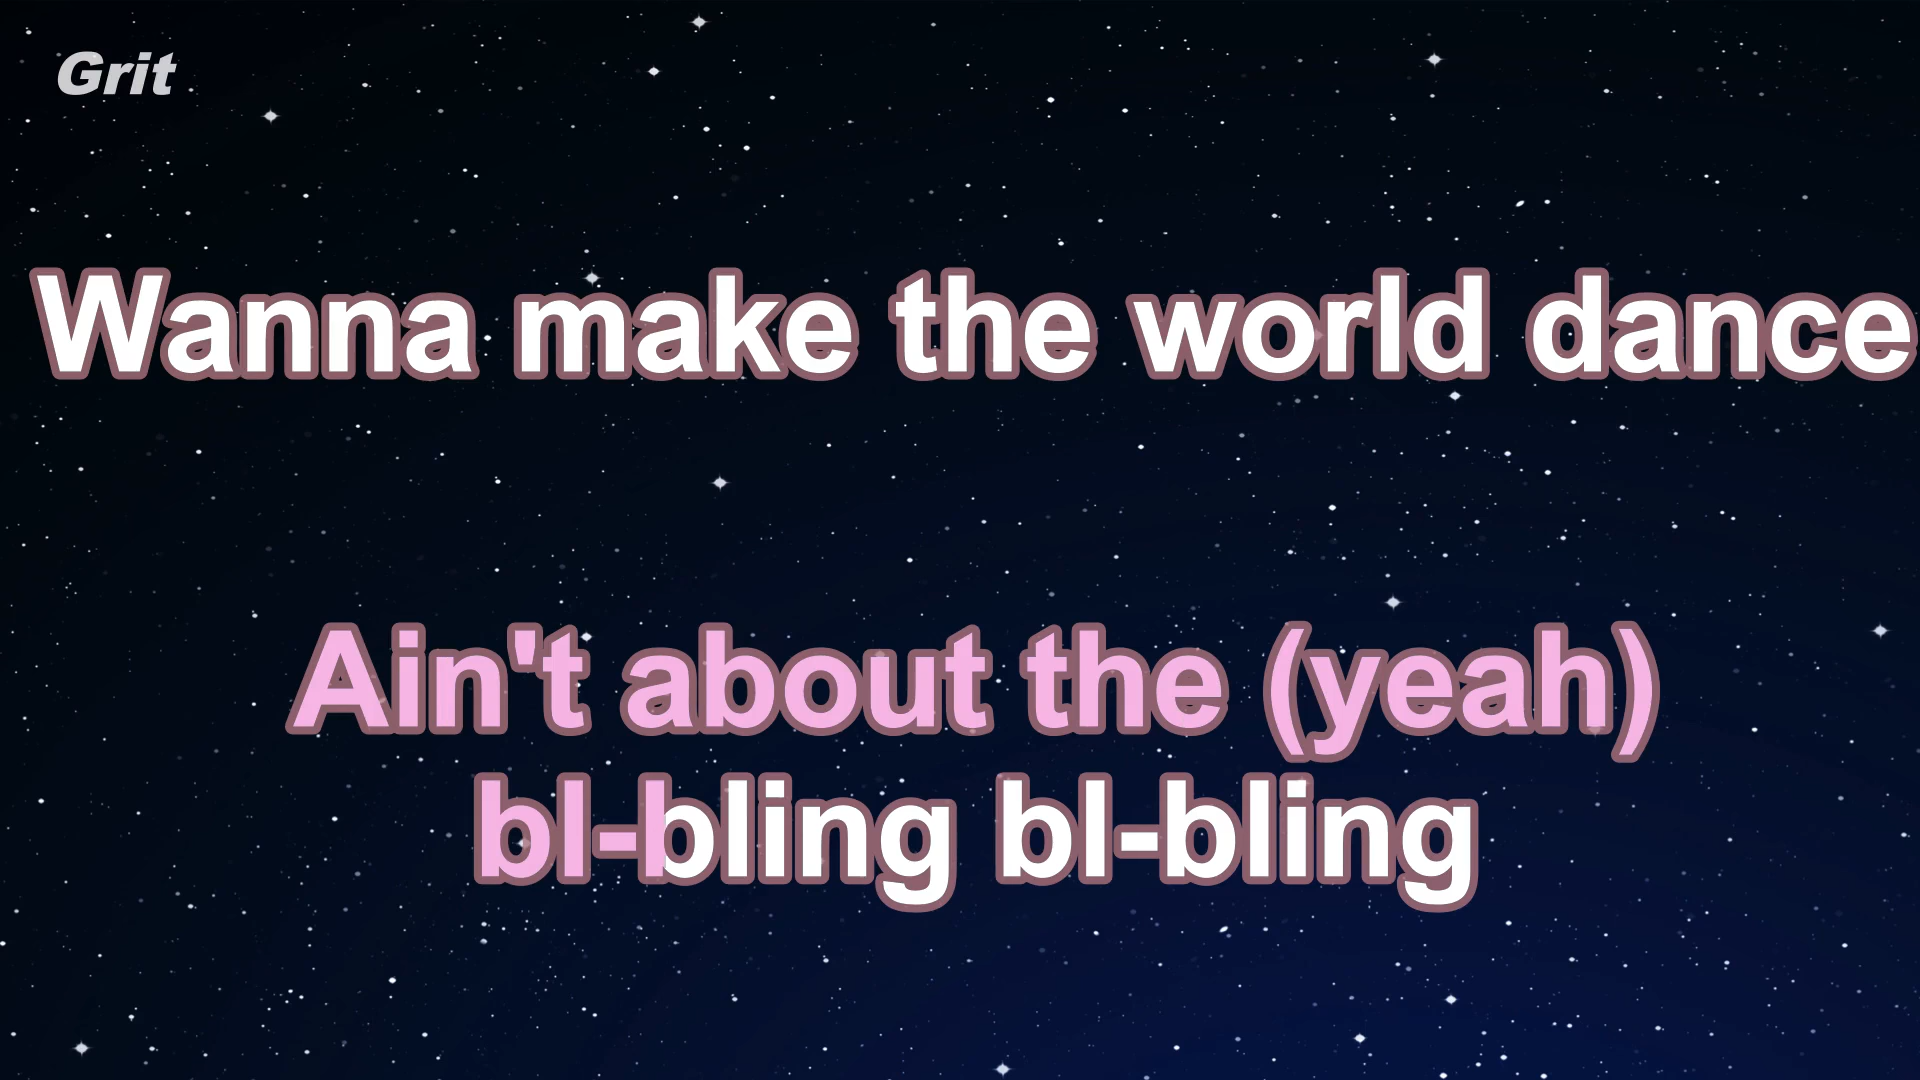 Grit
Wanna make the world dance
Ain't about the (yeah)
bl-bling bl-bling